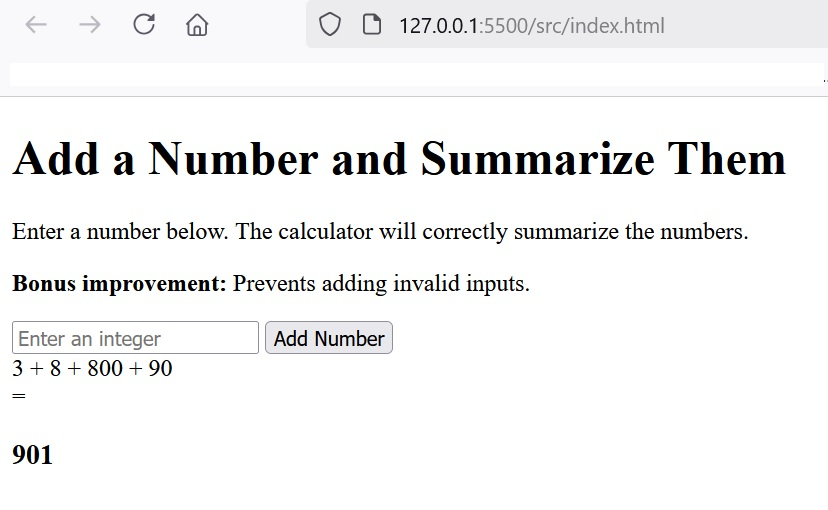 127.0.0.1:5500/src/index.html
Add a Number and Summarize Them
Enter a number below. The calculator will correctly summarize the numbers.
Bonus improvement: Prevents adding invalid inputs.
Enter an integer Add Number
3 + 8 + 800 + 90
=
901